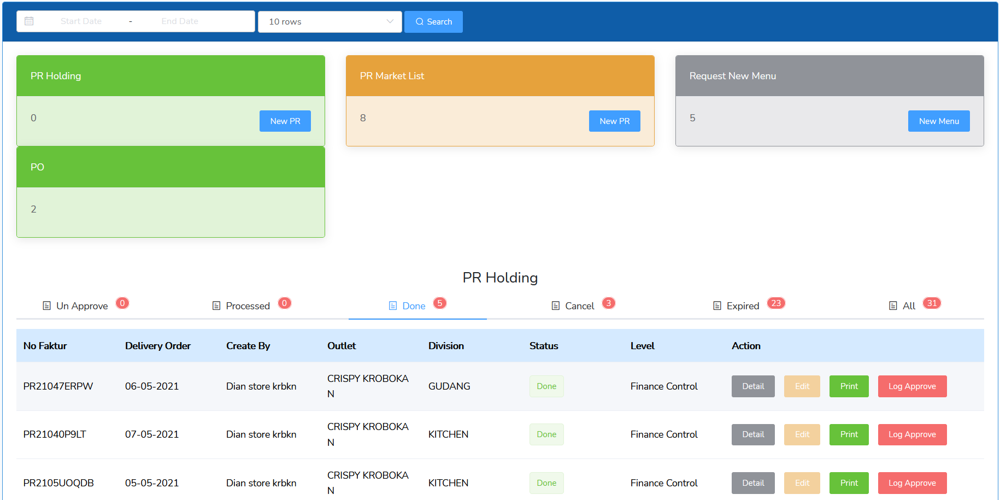 Start Date - End Date 10 rows Search
PR Holding PR Market List Request New Menu
0 New PR 8 New PR 5 New Menu
PO
2
PR Holding
Un Approve 0 Processed 0 Done 5 Cancel 3 Expired 23 All 31
No Faktur Delivery Order Create By Outlet Division Status Level Action
PR21047ERPW 06-05-2021 Dian store krbkn CRISPY KROBOKA
N GUDANG Done Finance Control Detail Edit Print Log Approve
PR21040P9LT 07-05-2021 Dian store krbkn CRISPY KROBOKA
N KITCHEN Done Finance Control Detail Edit Print Log Approve
PR2105UOQDB 05-05-2021 Dian store krbkn CRISPY KROBOKA
N KITCHEN Done Finance Control Detail Edit Print Log Approve